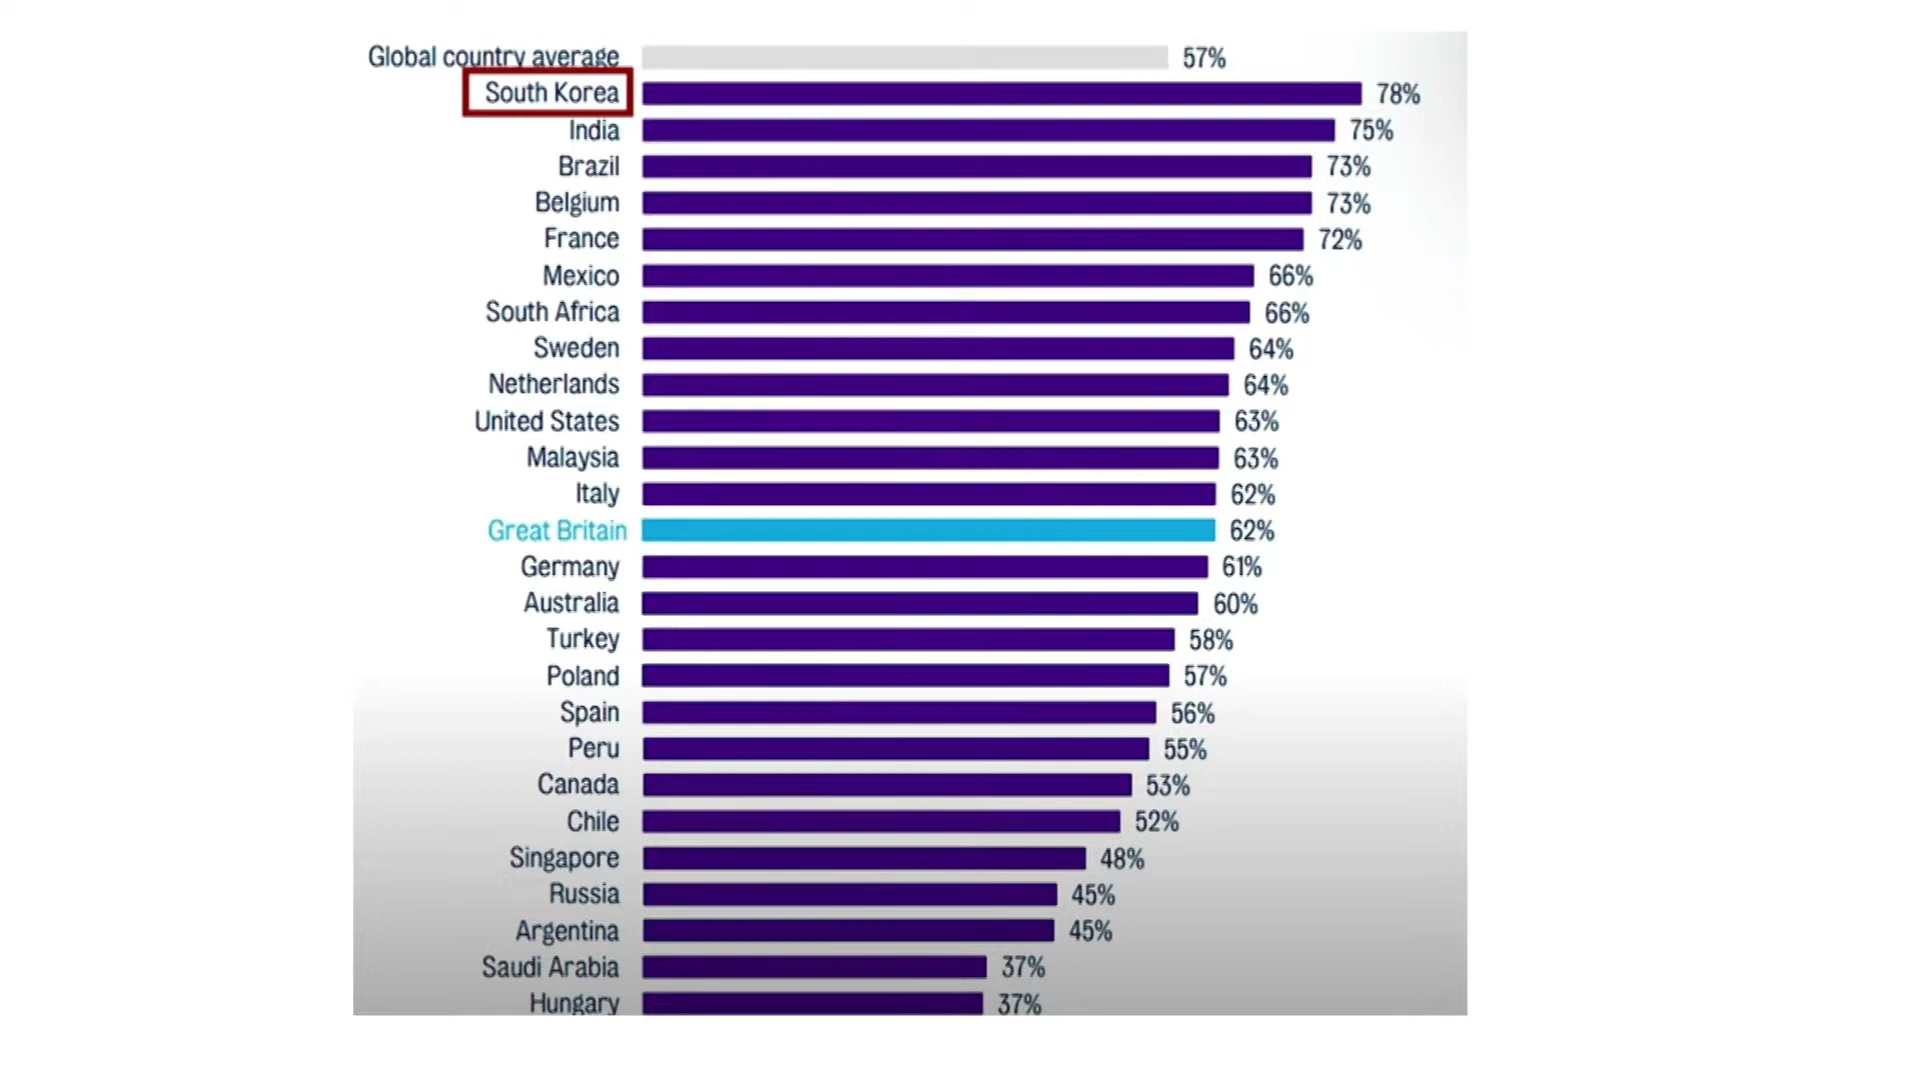 Global country average 57%
South Korea 78%
India 75%
Brazil 73%
Belgium 73%
France 72%
Mexico 66%
South Africa 66%
Sweden 64%
Netherlands 64%
United States 63%
Malaysia 63%
Italy 62%
Great Britain 62%
Germany 61%
Australia 60%
Turkey 58%
Poland 57%
Spain 56%
Peru 55%
Canada 53%
Chile 52%
Singapore 48%
Russia 45%
Argentina 45%
Saudi Arabia 37%
Hungary 37%